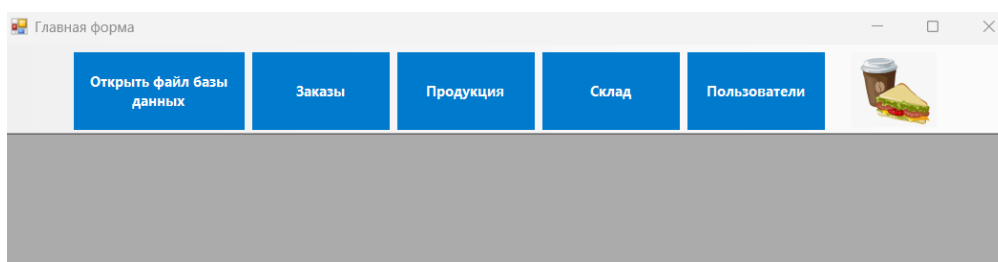 Главная форма
Открыть файл базы
данных
Заказы
Продукция
Склад
Пользователи